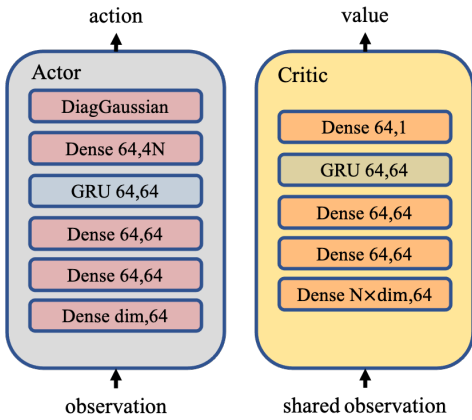 action
Actor
DiagGaussian
Dense 64,4N
GRU 64,64
Dense 64,64
Dense 64,64
Dense dim,64
observation
value
Critic
Dense 64,1
GRU 64,64
Dense 64,64
Dense 64,64
Dense N×dim,64
shared observation